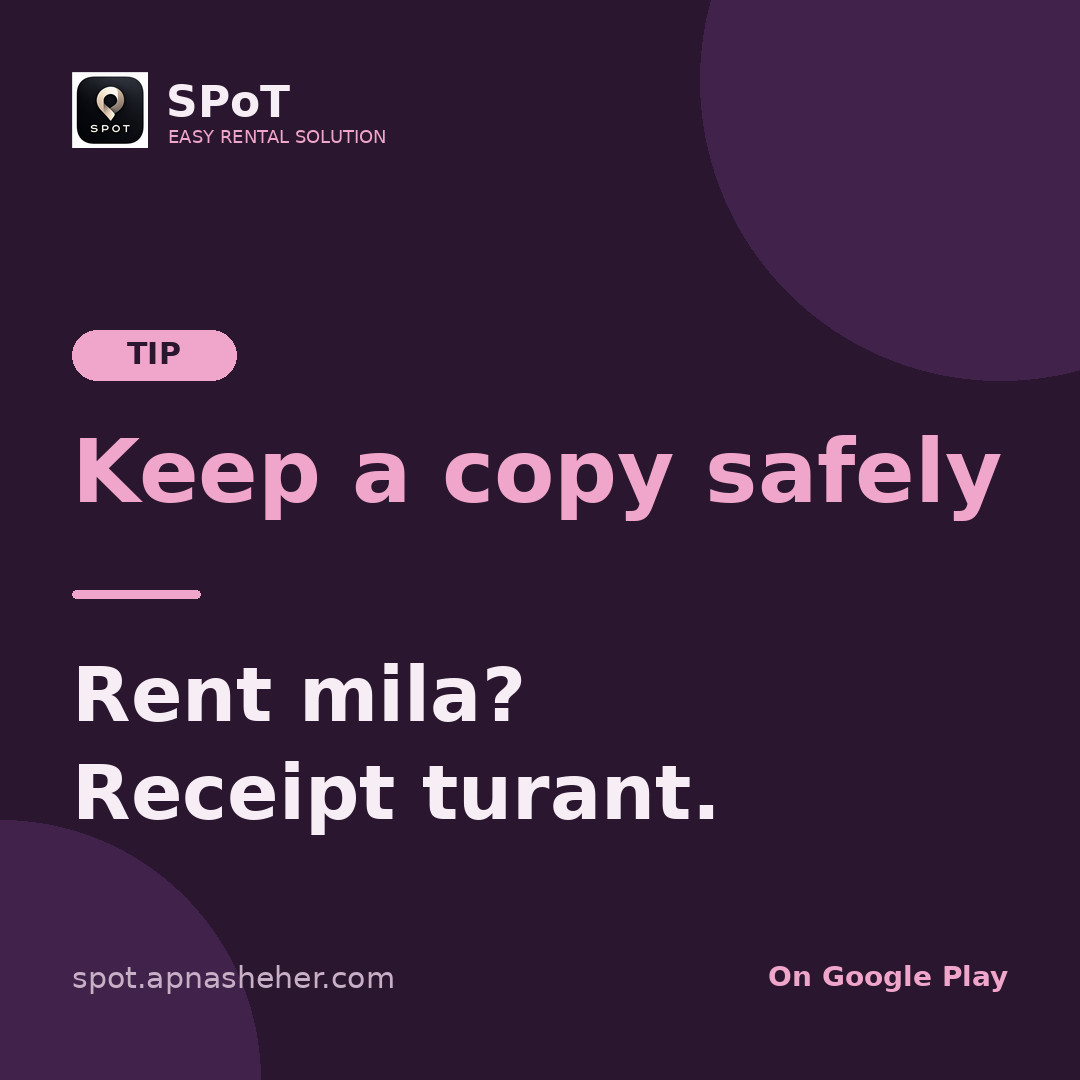 SPOT
SPoT
EASY RENTAL SOLUTION
TIP
Keep a copy safely
Rent mila?
Receipt turant.
spot.apnasheher.com
On Google Play